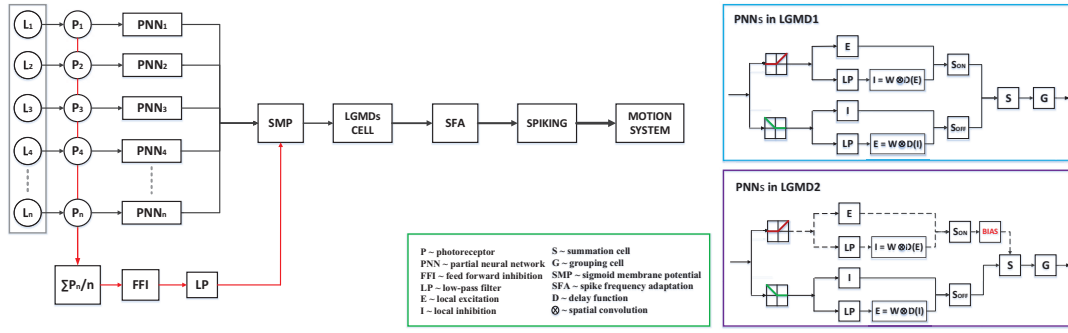 L1 P1 PNN1
L2 P2 PNN2
L3 P3 PNN3
L4 P4 PNN4
Ln Pn PNNn
∑Pn/n FFI LP
SMP LGMDs CELL SFA SPIKING MOTION SYSTEM
P ~ photoreceptor
PNN ~ partial neural network
FFI ~ feed forward inhibition
LP ~ low-pass filter
E ~ local excitation
I ~ local inhibition
S ~ summation cell
G ~ grouping cell
SMP ~ sigmoid membrane potential
SFA ~ spike frequency adaptation
D ~ delay function
⊗ ~ spatial convolution
PNNs in LGMD1
E
LP I = W⊗D(E) SON
S G
I
LP E = W⊗D(I) SOFF
PNNs in LGMD2
E
LP I = W⊗D(E) SON BIAS
S G
I
LP E = W⊗D(I) SOFF